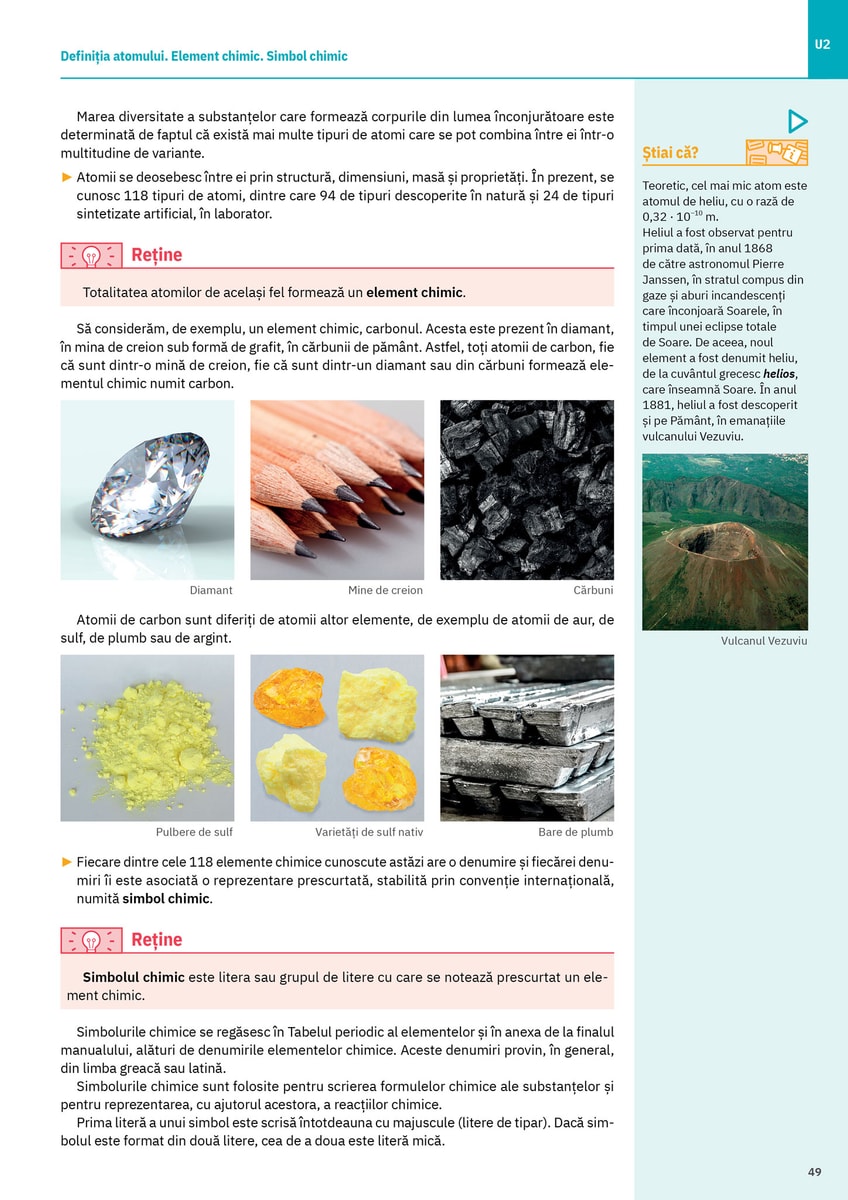 Definiția atomului. Element chimic. Simbol chimic
U2
Marea diversitate a substanțelor care formează corpurile din lumea înconjurătoare este
determinată de faptul că există mai multe tipuri de atomi care se pot combina între ei într-o
multitudine de variante.
► Atomii se deosebesc între ei prin structură, dimensiuni, masă și proprietăți. În prezent, se
cunosc 118 tipuri de atomi, dintre care 94 de tipuri descoperite în natură și 24 de tipuri
sintetizate artificial, în laborator.
Reține
Totalitatea atomilor de același fel formează un element chimic.
Să considerăm, de exemplu, un element chimic, carbonul. Acesta este prezent în diamant,
în mina de creion sub formă de grafit, în cărbunii de pământ. Astfel, toți atomii de carbon, fie
că sunt dintr-o mină de creion, fie că sunt dintr-un diamant sau din cărbuni formează ele-
mentul chimic numit carbon.
Diamant
Mine de creion
Cărbuni
Atomii de carbon sunt diferiți de atomii altor elemente, de exemplu de atomii de aur, de
sulf, de plumb sau de argint.
Pulbere de sulf
Varietăți de sulf nativ
Bare de plumb
► Fiecare dintre cele 118 elemente chimice cunoscute astăzi are o denumire și fiecărei denu-
miri îi este asociată o reprezentare prescurtată, stabilită prin convenție internațională,
numită simbol chimic.
Reține
Simbolul chimic este litera sau grupul de litere cu care se notează prescurtat un ele-
ment chimic.
Simbolurile chimice se regăsesc în Tabelul periodic al elementelor și în anexa de la finalul
manualului, alături de denumirile elementelor chimice. Aceste denumiri provin, în general,
din limba greacă sau latină.
Simbolurile chimice sunt folosite pentru scrierea formulelor chimice ale substanțelor și
pentru reprezentarea, cu ajutorul acestora, a reacțiilor chimice.
Prima literă a unui simbol este scrisă întotdeauna cu majuscule (litere de tipar). Dacă sim-
bolul este format din două litere, cea de a doua este literă mică.
Știai că?
Teoretic, cel mai mic atom este
atomul de heliu, cu o rază de
0,32 · 10⁻¹⁰ m.
Heliul a fost observat pentru
prima dată, în anul 1868
de către astronomul Pierre
Janssen, în stratul compus din
gaze și aburi incandescenți
care înconjoară Soarele, în
timpul unei eclipse totale
de Soare. De aceea, noul
element a fost denumit heliu,
de la cuvântul grecesc helios,
care înseamnă Soare. În anul
1881, heliul a fost descoperit
și pe Pământ, în emanațiile
vulcanului Vezuviu.
Vulcanul Vezuviu
49